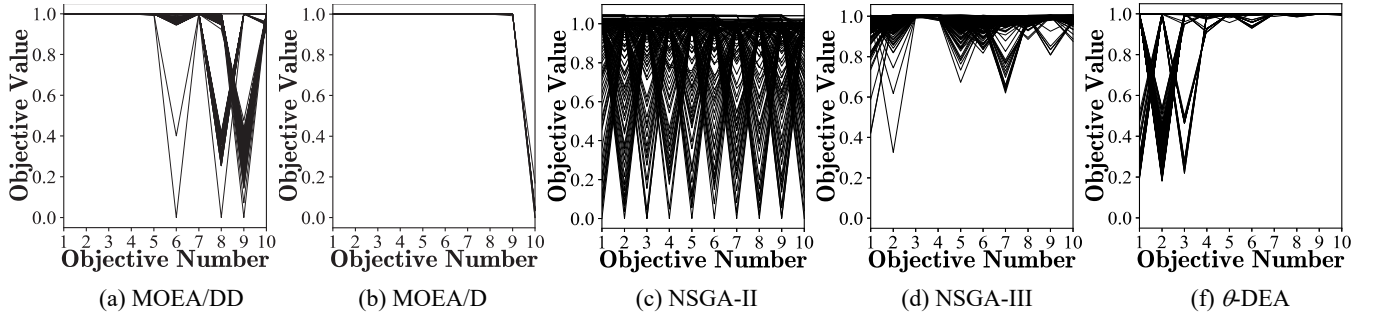 Objective Value
1.0
0.8
0.6
0.4
0.2
0.0
1 2 3 4 5 6 7 8 9 10
Objective Number
(a) MOEA/DD
Objective Value
1.0
0.8
0.6
0.4
0.2
0.0
1 2 3 4 5 6 7 8 9 10
Objective Number
(b) MOEA/D
Objective Value
1.0
0.8
0.6
0.4
0.2
0.0
1 2 3 4 5 6 7 8 9 10
Objective Number
(c) NSGA-II
Objective Value
1.0
0.8
0.6
0.4
0.2
0.0
1 2 3 4 5 6 7 8 9 10
Objective Number
(d) NSGA-III
Objective Value
1.0
0.8
0.6
0.4
0.2
0.0
1 2 3 4 5 6 7 8 9 10
Objective Number
(f) θ-DEA